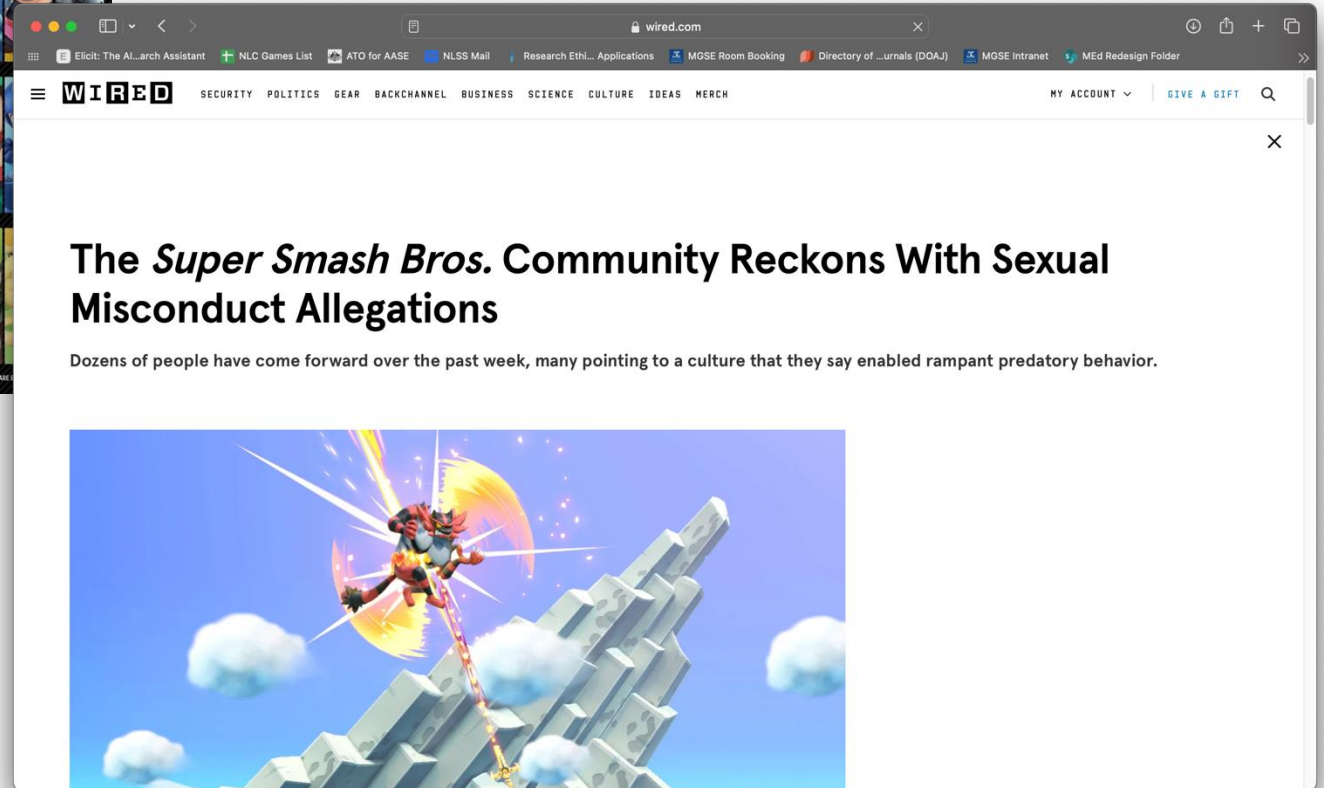 wired.com
Elicit: The AI...arch Assistant NLC Games List ATO for AASE NLSS Mail Research Ethi... Applications MGSE Room Booking Directory of ...urnals (DOAJ) MGSE Intranet MEd Redesign Folder
WIRED SECURITY POLITICS GEAR BACKCHANNEL BUSINESS SCIENCE CULTURE IDEAS MERCH MY ACCOUNT GIVE A GIFT
The Super Smash Bros. Community Reckons With Sexual
Misconduct Allegations
Dozens of people have come forward over the past week, many pointing to a culture that they say enabled rampant predatory behavior.